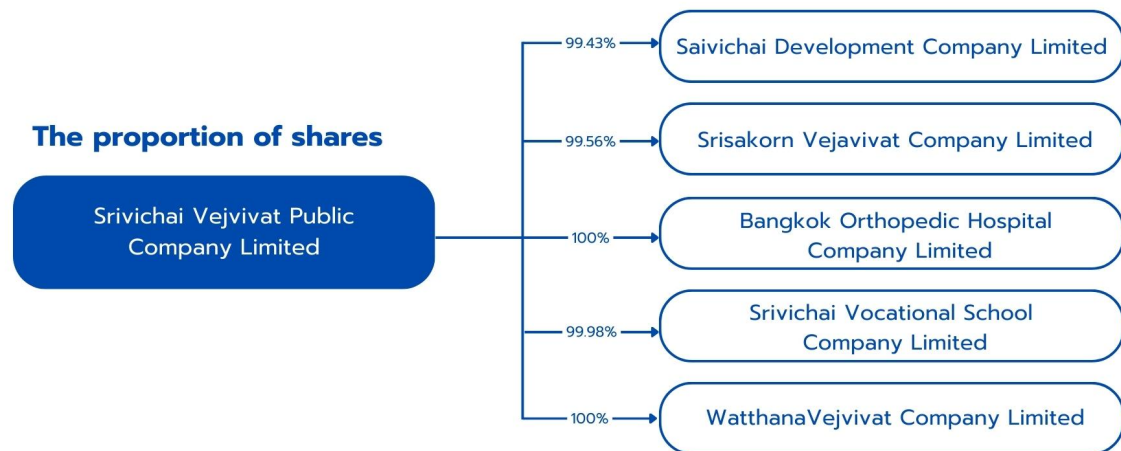 The proportion of shares
Srivichai Vejvivat Public
Company Limited
99.43%
Saivichai Development Company Limited
99.56%
Srisakorn Vejavivat Company Limited
100%
Bangkok Orthopedic Hospital
Company Limited
99.98%
Srivichai Vocational School
Company Limited
100%
WatthanaVejvivat Company Limited